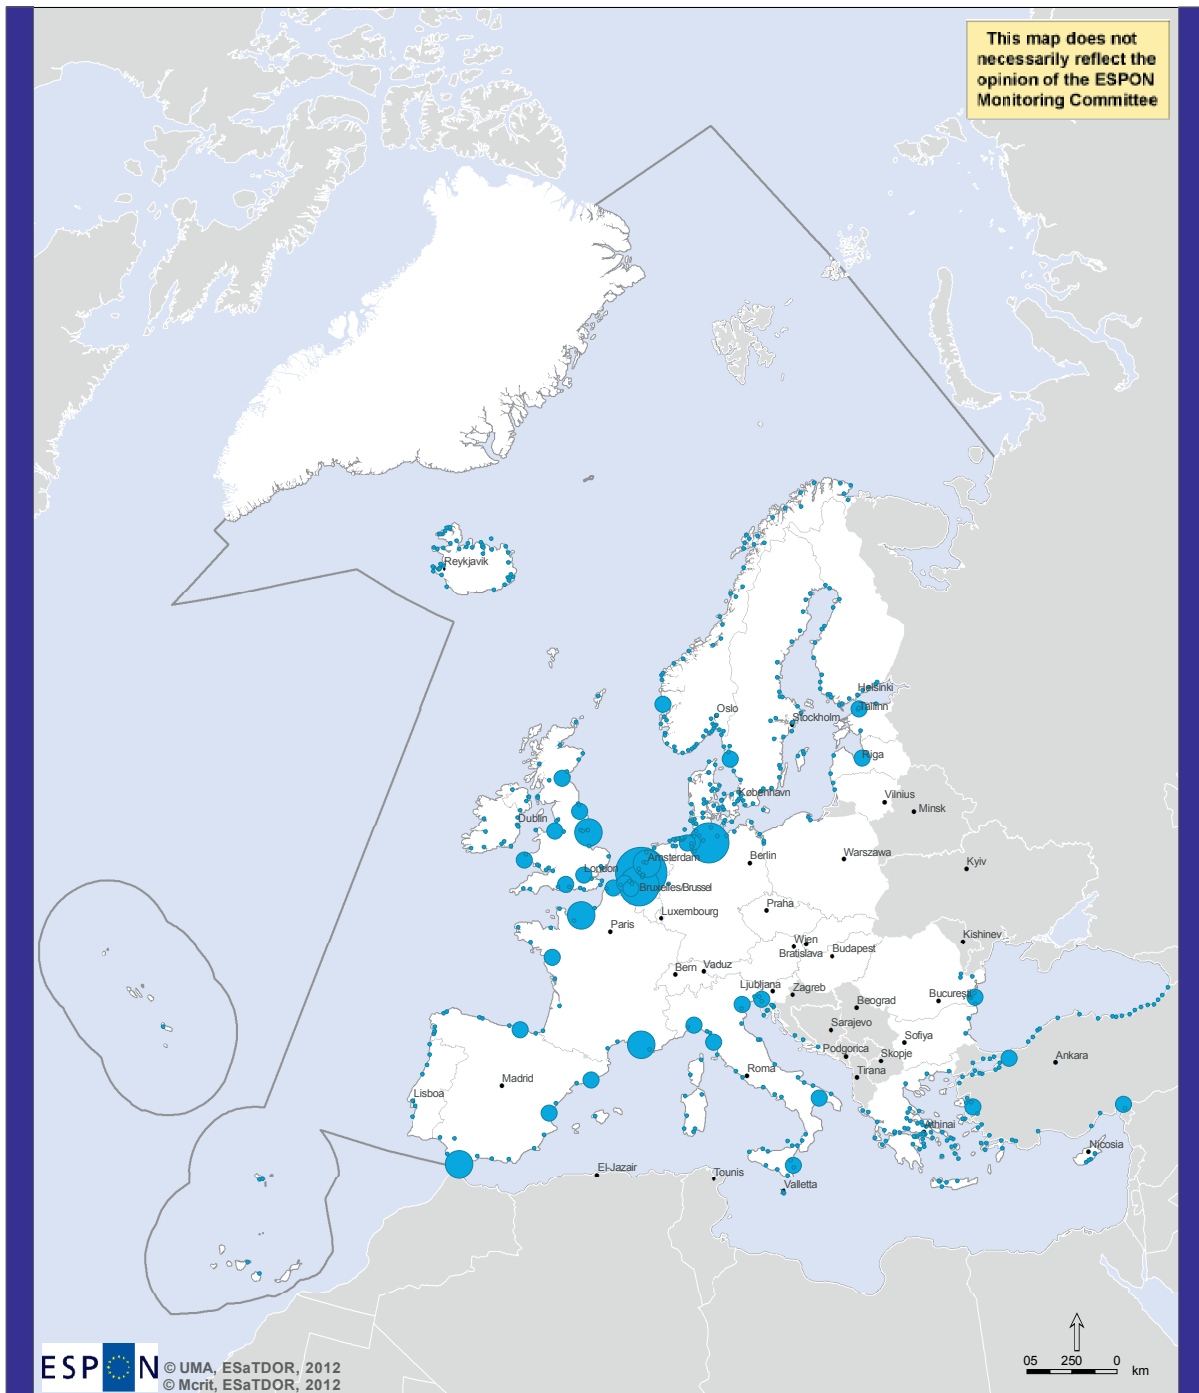 This map does not
necessarily reflect the
opinion of the ESPON
Monitoring Committee
Reykjavik
Helsinki
Oslo
Tallinn
Stockholm
Riga
København
Vilnius
Minsk
Dublin
Warszawa
Amsterdam
Berlin
London
Kyiv
Bruxelles/Brussel
Praha
Luxembourg
Paris
Kishinev
Wien
Bratislava
Budapest
Vaduz
Bern
Ljubljana
Zagreb
Bucureşti
Beograd
Sarajevo
Sofiya
Podgorica
Skopje
Ankara
Tirana
Roma
Madrid
Lisboa
Athinai
Nicosia
El-Jazair
Tounis
Valletta
ESPON
© UMA, ESaTDOR, 2012
© Mcrit, ESaTDOR, 2012
05 250 0
km